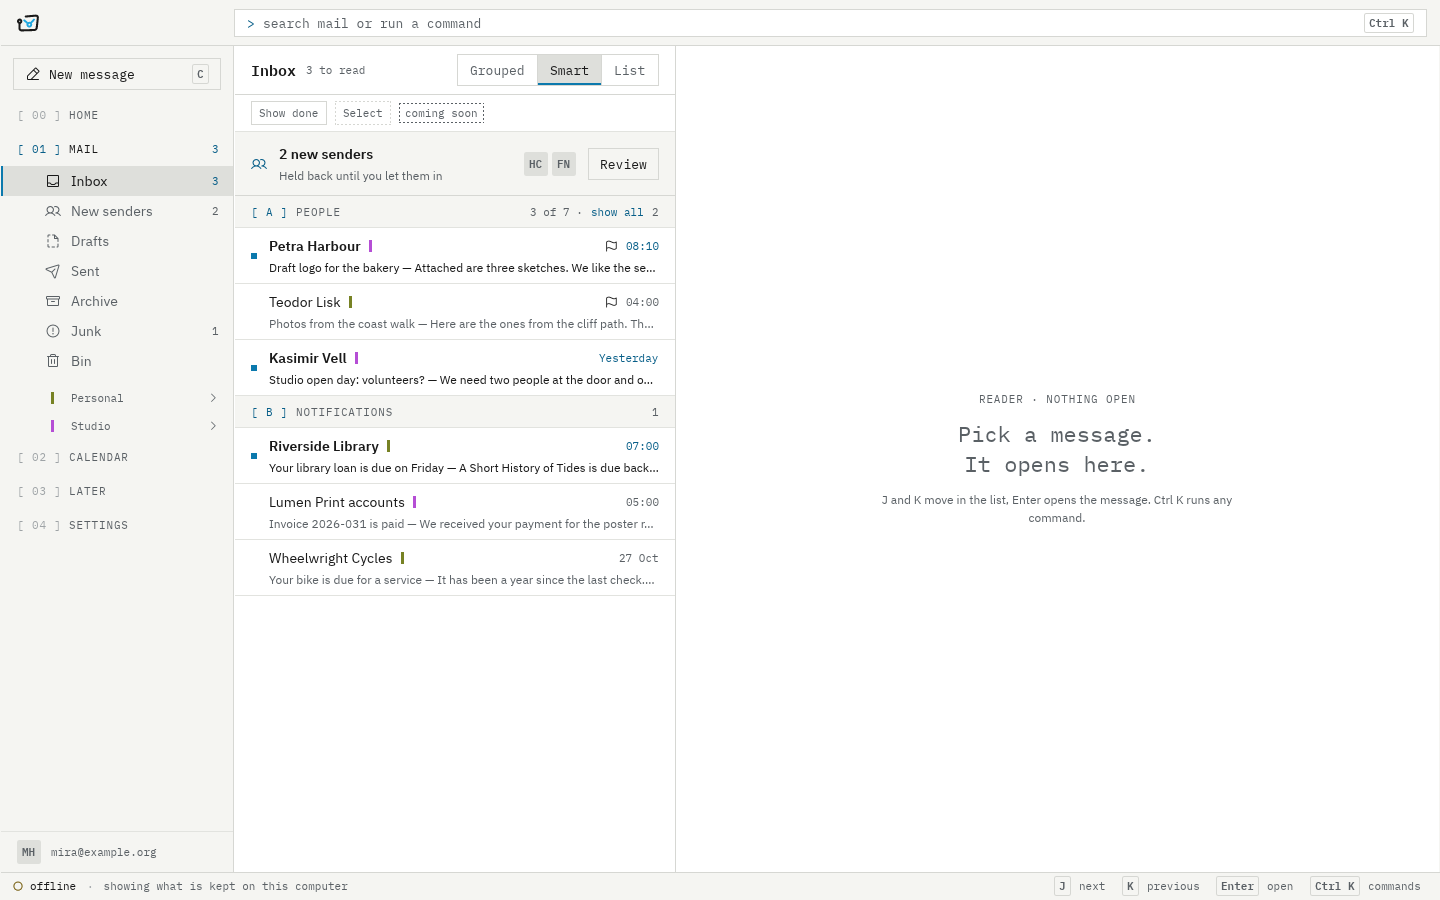 > search mail or run a command Ctrl K
New message C
[ 00 ] HOME
[ 01 ] MAIL 3
Inbox 3
New senders 2
Drafts
Sent
Archive
Junk 1
Bin
Personal
Studio
[ 02 ] CALENDAR
[ 03 ] LATER
[ 04 ] SETTINGS
MH mira@example.org
Inbox 3 to read Grouped Smart List
Show done Select coming soon
2 new senders
Held back until you let them in
HC FN Review
[ A ] PEOPLE 3 of 7 · show all 2
Petra Harbour 08:10
Draft logo for the bakery — Attached are three sketches. We like the se…
Teodor Lisk 04:00
Photos from the coast walk — Here are the ones from the cliff path. Th…
Kasimir Vell Yesterday
Studio open day: volunteers? — We need two people at the door and o…
[ B ] NOTIFICATIONS 1
Riverside Library 07:00
Your library loan is due on Friday — A Short History of Tides is due back…
Lumen Print accounts 05:00
Invoice 2026-031 is paid — We received your payment for the poster r…
Wheelwright Cycles 27 Oct
Your bike is due for a service — It has been a year since the last check.…
READER · NOTHING OPEN
Pick a message.
It opens here.
J and K move in the list, Enter opens the message. Ctrl K runs any
command.
offline · showing what is kept on this computer
J next K previous Enter open Ctrl K commands